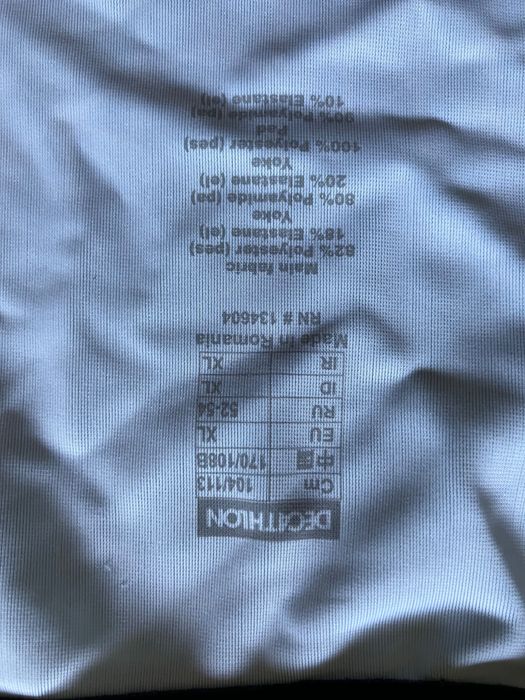 DECATHLON
Cm 104/113
中国 170/108B
EU XL
RU 52-54
ID XL
IR XL
Made in Romania
RN # 134604
Main fabric
82% Polyester (pes)
18% Elastane (el)
Yoke
80% Polyamide (pa)
20% Elastane (el)
Yoke
100% Polyester (pes)
Pad
90% Polyamide (pa)
10% Elastane (el)